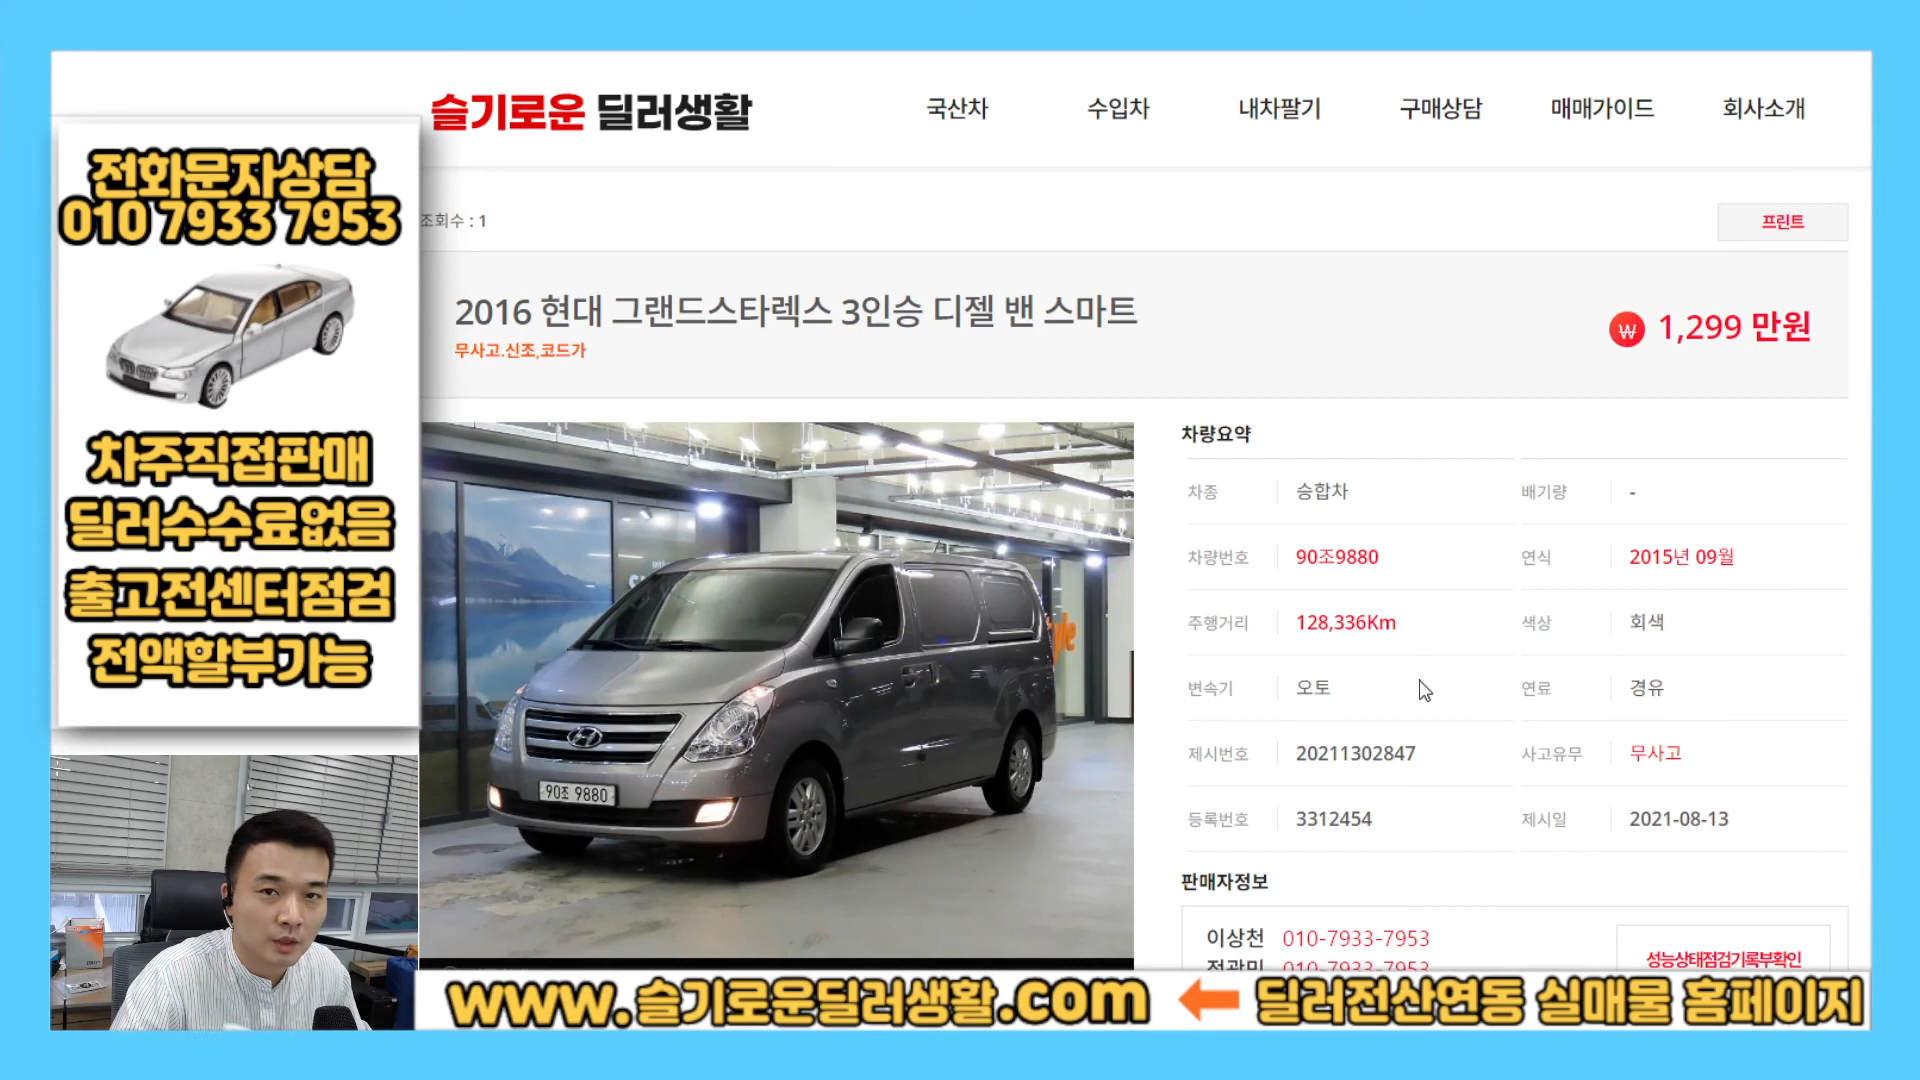 슬기로운 딜러생활
국산차
수입차
내차팔기
구매상담
매매가이드
회사소개
전화문자상담
010 7933 7953
차주직접판매
딜러수수료없음
출고전센터점검
전액할부가능
조회수 : 1
프린트
2016 현대 그랜드스타렉스 3인승 디젤 밴 스마트
무사고.신조,코드가
₩ 1,299 만원
90조 9880
차량요약
차종 승합차 배기량 -
차량번호 90조9880 연식 2015년 09월
주행거리 128,336Km 색상 회색
변속기 오토 연료 경유
제시번호 20211302847 사고유무 무사고
등록번호 3312454 제시일 2021-08-13
판매자정보
이상천 010-7933-7953
010-7933-7953
성능상태점검기록부확인
www.슬기로운딜러생활.com
딜러전산연동 실매물 홈페이지